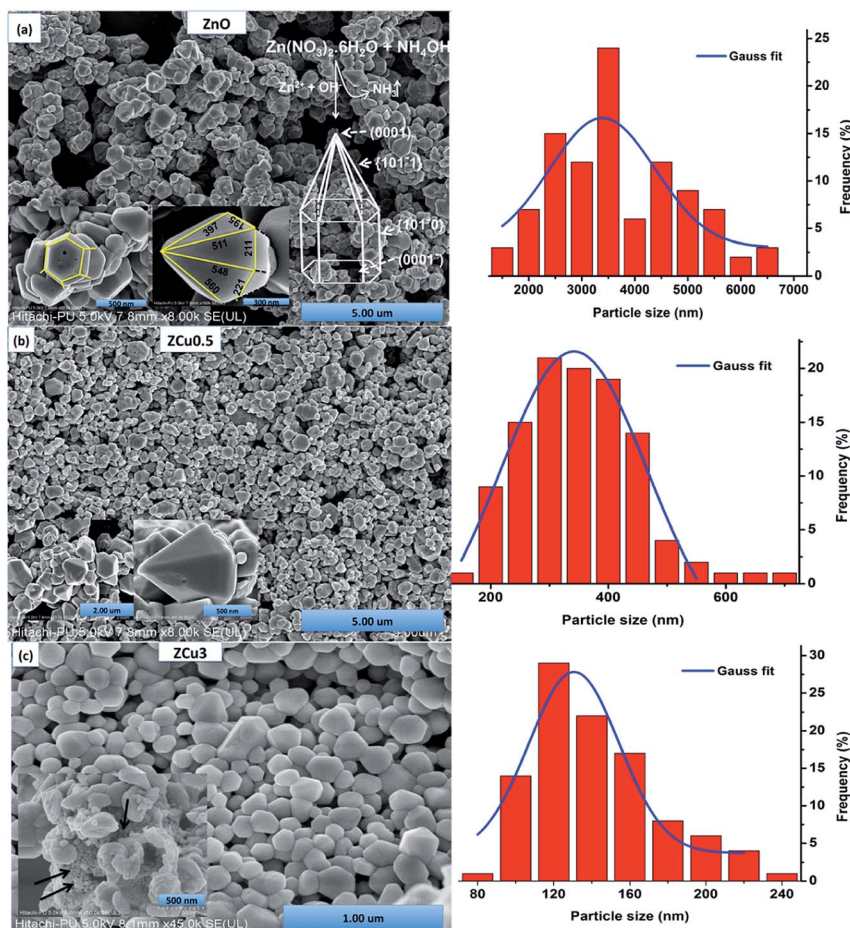 (a)
ZnO
Zn(NO₃)₂.6H₂O + NH₄OH
Zn²⁺ + OH⁻
NH₃↑
(0001)
{101¯1}
{101¯0}
(0001¯)
397
195
511
211
548
560
221
500 nm
300 nm
5.00 um
Hitachi-PU 5.0kV 7.8mm x8.00k SE(UL)
Gauss fit
25
20
15
10
5
0
Frequency (%)
2000 3000 4000 5000 6000 7000
Particle size (nm)
(b)
ZCu0.5
2.00 um
500 nm
5.00 um
Hitachi-PU 5.0kV 7.8mm x8.00k SE(UL)
Gauss fit
20
15
10
5
0
Frequency (%)
200 400 600
Particle size (nm)
(c)
ZCu3
500 nm
1.00 um
Hitachi-PU 5.0kV 8.1mm x45.0k SE(UL)
Gauss fit
30
25
20
15
10
5
0
Frequency (%)
80 120 160 200 240
Particle size (nm)